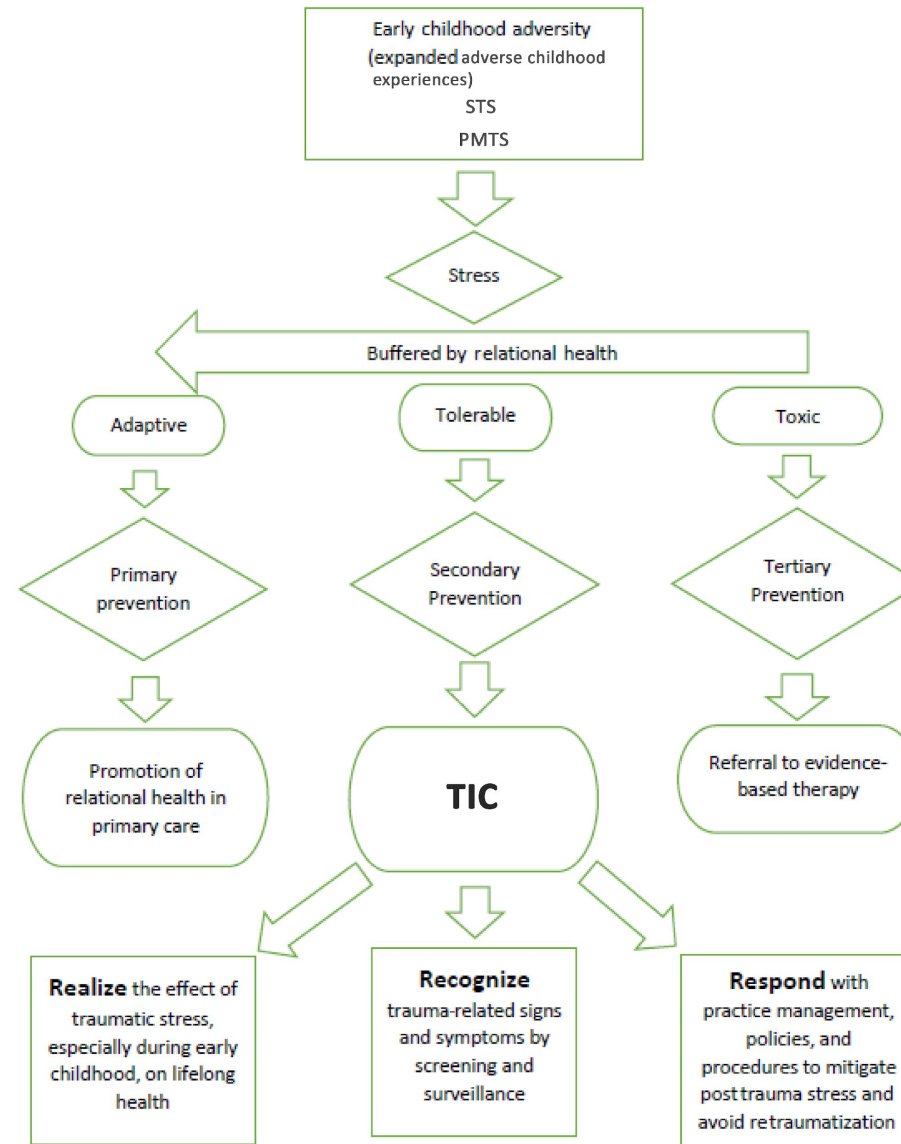 Early childhood adversity
(expanded adverse childhood
experiences)
STS
PMTS
Stress
Buffered by relational health
Adaptive
Tolerable
Toxic
Primary
prevention
Secondary
Prevention
Tertiary
Prevention
Promotion of
relational health in
primary care
TIC
Referral to evidence-
based therapy
Realize the effect of
traumatic stress,
especially during early
childhood, on lifelong
health
Recognize
trauma-related signs
and symptoms by
screening and
surveillance
Respond with
practice management,
policies, and
procedures to mitigate
post trauma stress and
avoid retraumatization